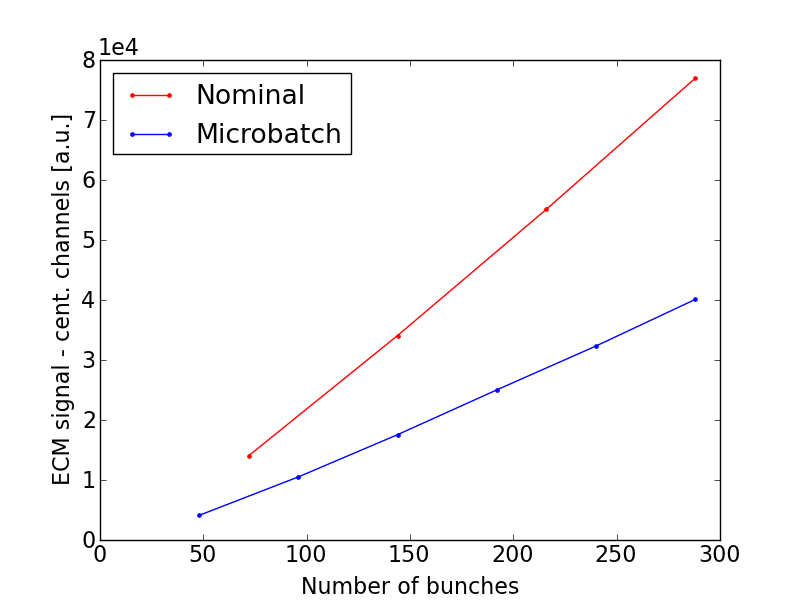 1e4
Nominal
Microbatch
8
7
6
5
4
3
2
1
0
ECM signal - cent. channels [a.u.]
0 50 100 150 200 250 300
Number of bunches